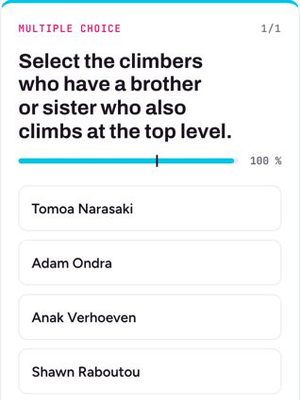 MULTIPLE CHOICE 1/1
Select the climbers
who have a brother
or sister who also
climbs at the top level.
100 %
Tomoa Narasaki
Adam Ondra
Anak Verhoeven
Shawn Raboutou